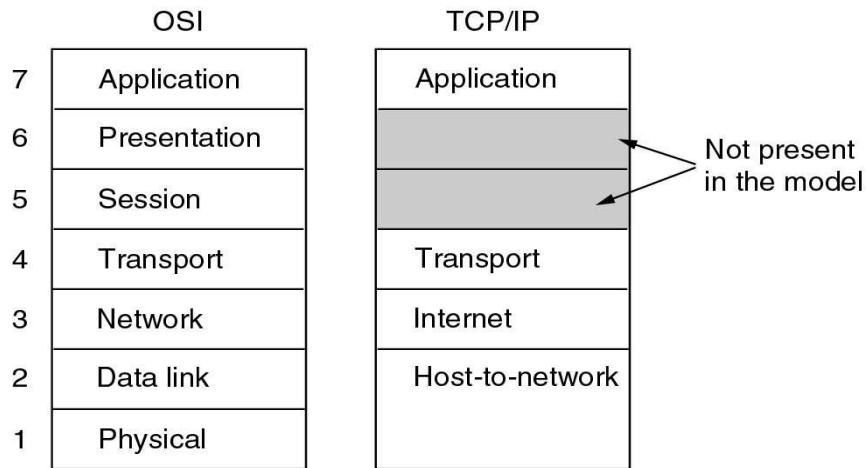 OSI TCP/IP
7 Application Application
6 Presentation
Not present
in the model
5 Session
4 Transport Transport
3 Network Internet
2 Data link Host-to-network
1 Physical